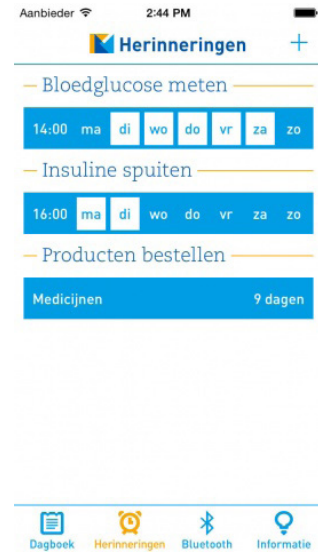 Aanbieder 2:44 PM
Herinneringen +
Bloedglucose meten
14:00 ma di wo do vr za zo
Insuline spuiten
16:00 ma di wo do vr za zo
Producten bestellen
Medicijnen 9 dagen
Dagboek Herinneringen Bluetooth Informatie